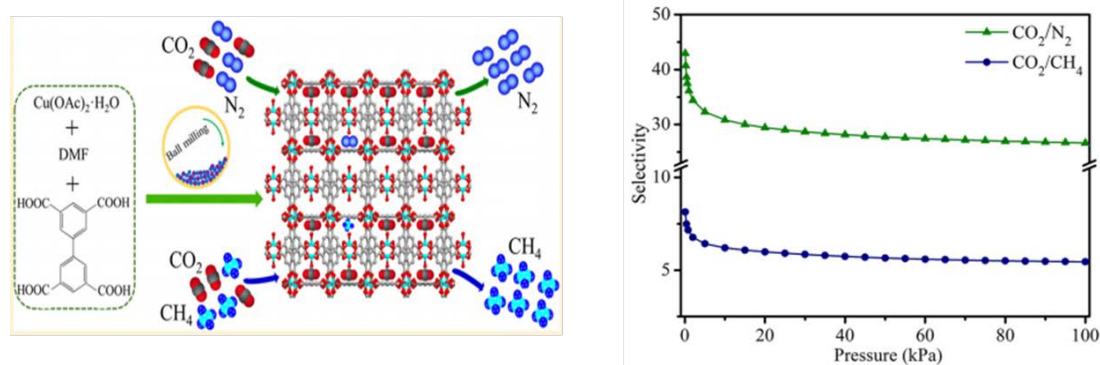 Cu(OAc)₂·H₂O
+
DMF
+
HOOC
COOH
HOOC
COOH
Ball milling
CO₂
N₂
N₂
CO₂
CH₄
CH₄
50
40
30
10
5
Selectivity
CO₂/N₂
CO₂/CH₄
0
20
40
60
80
100
Pressure (kPa)